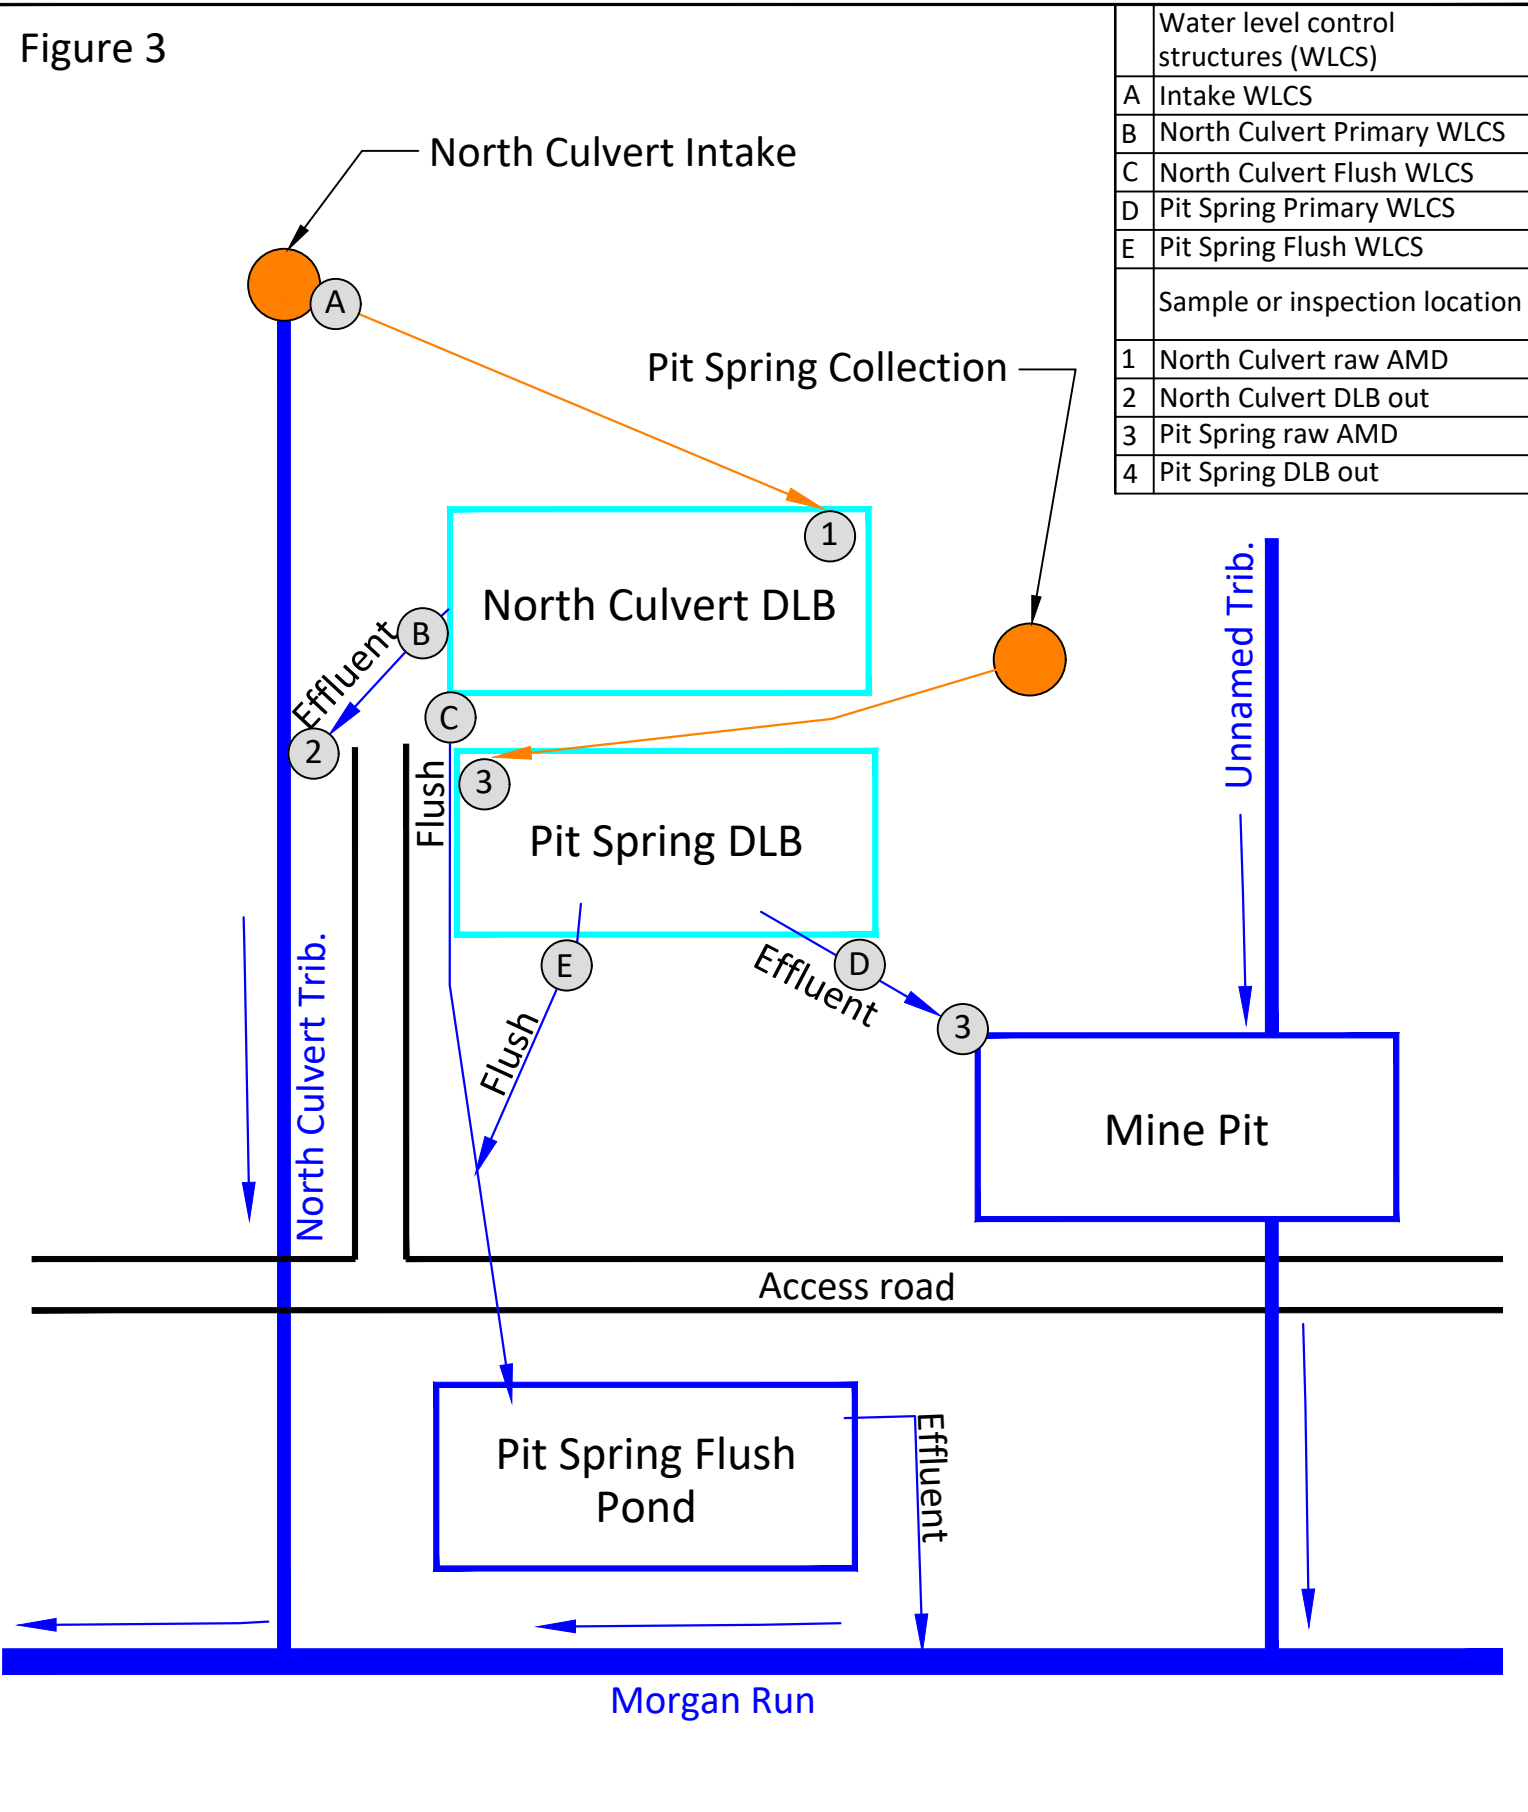 Figure 3
Water level control
structures (WLCS)
A Intake WLCS
B North Culvert Primary WLCS
C North Culvert Flush WLCS
D Pit Spring Primary WLCS
E Pit Spring Flush WLCS
Sample or inspection location
1 North Culvert raw AMD
2 North Culvert DLB out
3 Pit Spring raw AMD
4 Pit Spring DLB out
North Culvert Intake
A
Pit Spring Collection
1
North Culvert DLB
B
Effluent
2
C
Flush
3
Pit Spring DLB
E
Flush
D
Effluent
3
Unnamed Trib.
Mine Pit
North Culvert Trib.
Access road
Pit Spring Flush
Pond
Effluent
Morgan Run